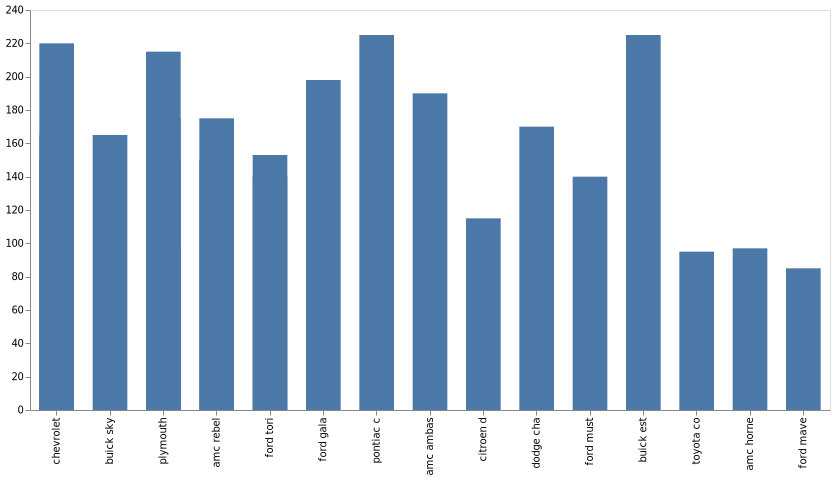 240
220
200
180
160
140
120
100
80
60
40
20
0
chevrolet
buick sky
plymouth
amc rebel
ford tori
ford gala
pontiac c
amc ambas
citroen d
dodge cha
ford must
buick est
toyota co
amc horne
ford mave